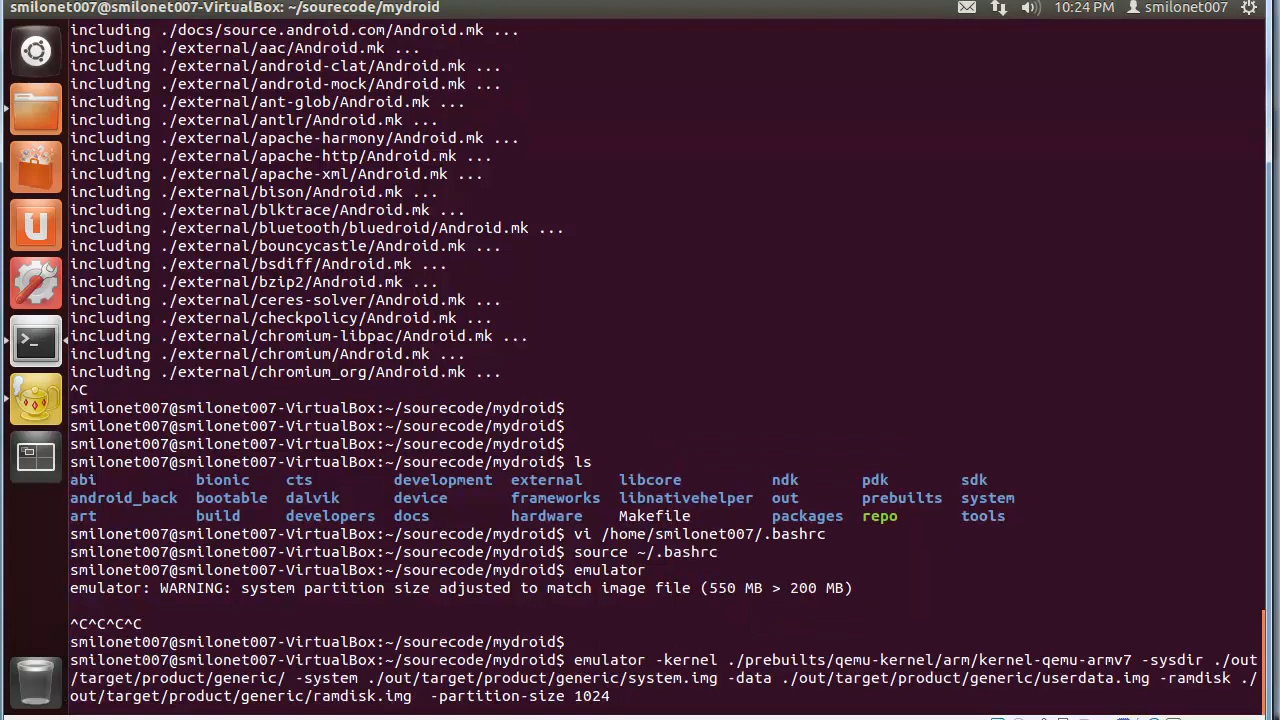 smilonet007@smilonet007-VirtualBox: ~/sourcecode/mydroid 10:24 PM smilonet007
including ./docs/source.android.com/Android.mk ...
including ./external/aac/Android.mk ...
including ./external/android-clat/Android.mk ...
including ./external/android-mock/Android.mk ...
including ./external/ant-glob/Android.mk ...
including ./external/antlr/Android.mk ...
including ./external/apache-harmony/Android.mk ...
including ./external/apache-http/Android.mk ...
including ./external/apache-xml/Android.mk ...
including ./external/bison/Android.mk ...
including ./external/blktrace/Android.mk ...
including ./external/bluetooth/bluedroid/Android.mk ...
including ./external/bouncycastle/Android.mk ...
including ./external/bsdiff/Android.mk ...
including ./external/bzip2/Android.mk ...
including ./external/ceres-solver/Android.mk ...
including ./external/checkpolicy/Android.mk ...
including ./external/chromium-libpac/Android.mk ...
including ./external/chromium/Android.mk ...
including ./external/chromium_org/Android.mk ...
^C
smilonet007@smilonet007-VirtualBox:~/sourcecode/mydroid$
smilonet007@smilonet007-VirtualBox:~/sourcecode/mydroid$
smilonet007@smilonet007-VirtualBox:~/sourcecode/mydroid$
smilonet007@smilonet007-VirtualBox:~/sourcecode/mydroid$ ls
abi bionic cts development external libcore ndk pdk sdk
android_back bootable dalvik device frameworks libnativehelper out prebuilts system
art build developers docs hardware Makefile packages repo tools
smilonet007@smilonet007-VirtualBox:~/sourcecode/mydroid$ vi /home/smilonet007/.bashrc
smilonet007@smilonet007-VirtualBox:~/sourcecode/mydroid$ source ~/.bashrc
smilonet007@smilonet007-VirtualBox:~/sourcecode/mydroid$ emulator
emulator: WARNING: system partition size adjusted to match image file (550 MB > 200 MB)
^C^C^C^C
smilonet007@smilonet007-VirtualBox:~/sourcecode/mydroid$
smilonet007@smilonet007-VirtualBox:~/sourcecode/mydroid$ emulator -kernel ./prebuilts/qemu-kernel/arm/kernel-qemu-armv7 -sysdir ./out
/target/product/generic/ -system ./out/target/product/generic/system.img -data ./out/target/product/generic/userdata.img -ramdisk ./
out/target/product/generic/ramdisk.img -partition-size 1024